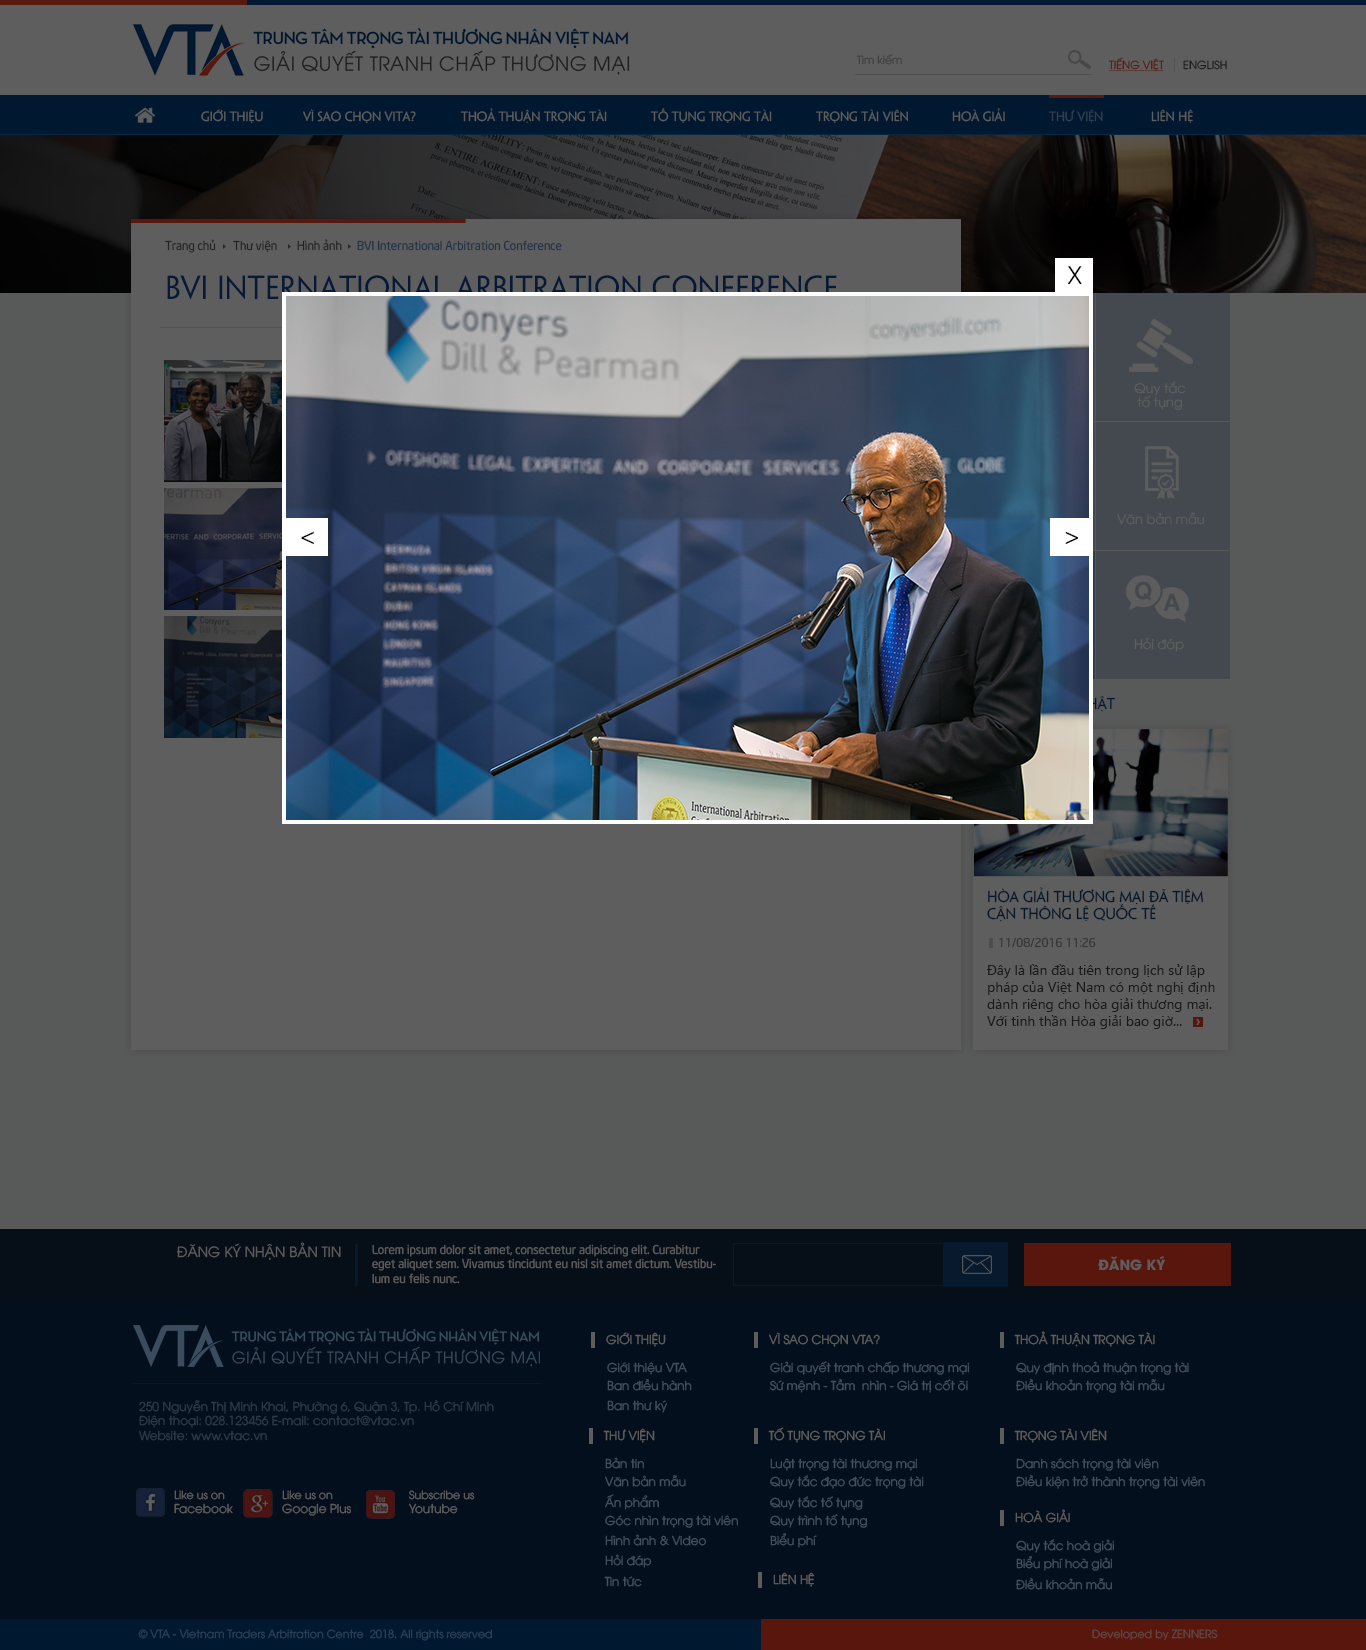 VTA TRUNG TÂM TRỌNG TÀI THƯƠNG NHÂN VIỆT NAM
GIẢI QUYẾT TRANH CHẤP THƯƠNG MẠI
Tìm kiếm
TIẾNG VIỆT
ENGLISH
GIỚI THIỆU
VÌ SAO CHỌN VITA?
THOẢ THUẬN TRỌNG TÀI
TỐ TỤNG TRỌNG TÀI
TRỌNG TÀI VIÊN
HOÀ GIẢI
THƯ VIỆN
LIÊN HỆ
Trang chủ Thư viện Hình ảnh BVI International Arbitration Conference
BVI INTERNATIONAL ARBITRATION CONFERENCE
X
Conyers
Dill & Pearman
conyersdill.com
OFFSHORE LEGAL EXPERTISE AND CORPORATE SERVICES GLOBE
<
>
BERMUDA
BRITISH VIRGIN ISLANDS
CAYMAN ISLANDS
DUBAI
HONG KONG
LONDON
MAURITIUS
SINGAPORE
International Arbitration
Quy tắc
tố tụng
Văn bản mẫu
Q A
Hỏi đáp
HÒA GIẢI THƯƠNG MẠI ĐÃ TIỆM
CẬN THÔNG LỆ QUỐC TẾ
11/08/2016 11:26
Đây là lần đầu tiên trong lịch sử lập
pháp của Việt Nam có một nghị định
dành riêng cho hòa giải thương mại.
Với tinh thần Hòa giải bao giờ...
ĐĂNG KÝ NHẬN BẢN TIN
Lorem ipsum dolor sit amet, consectetur adipiscing elit. Curabitur
eget aliquet sem. Vivamus tincidunt eu nisl sit amet dictum. Vestibu-
lum eu felis nunc.
ĐĂNG KÝ
VTA TRUNG TÂM TRỌNG TÀI THƯƠNG NHÂN VIỆT NAM
GIẢI QUYẾT TRANH CHẤP THƯƠNG MẠI
250 Nguyễn Thị Minh Khai, Phường 6, Quận 3, Tp. Hồ Chí Minh
Điện thoại: 028.123456 E-mail: contact@vtac.vn
Website: www.vtac.vn
Like us on
Facebook
Like us on
Google Plus
Subscribe us
Youtube
GIỚI THIỆU
Giới thiệu VTA
Ban điều hành
Ban thư ký
THƯ VIỆN
Bản tin
Văn bản mẫu
Ấn phẩm
Góc nhìn trọng tài viên
Hình ảnh & Video
Hỏi đáp
Tin tức
VÌ SAO CHỌN VTA?
Giải quyết tranh chấp thương mại
Sứ mệnh - Tầm nhìn - Giá trị cốt õi
TỐ TỤNG TRỌNG TÀI
Luật trọng tài thương mại
Quy tắc đạo đức trọng tài
Quy tắc tố tụng
Quy trình tố tụng
Biểu phí
LIÊN HỆ
THOẢ THUẬN TRỌNG TÀI
Quy định thoả thuận trọng tài
Điều khoản trọng tài mẫu
TRỌNG TÀI VIÊN
Danh sách trọng tài viên
Điều kiện trở thành trọng tài viên
HOÀ GIẢI
Quy tắc hoà giải
Biểu phí hoà giải
Điều khoản mẫu
© VTA - Vietnam Traders Arbitration Centre 2018. All rights reserved
Developed by ZENNERS